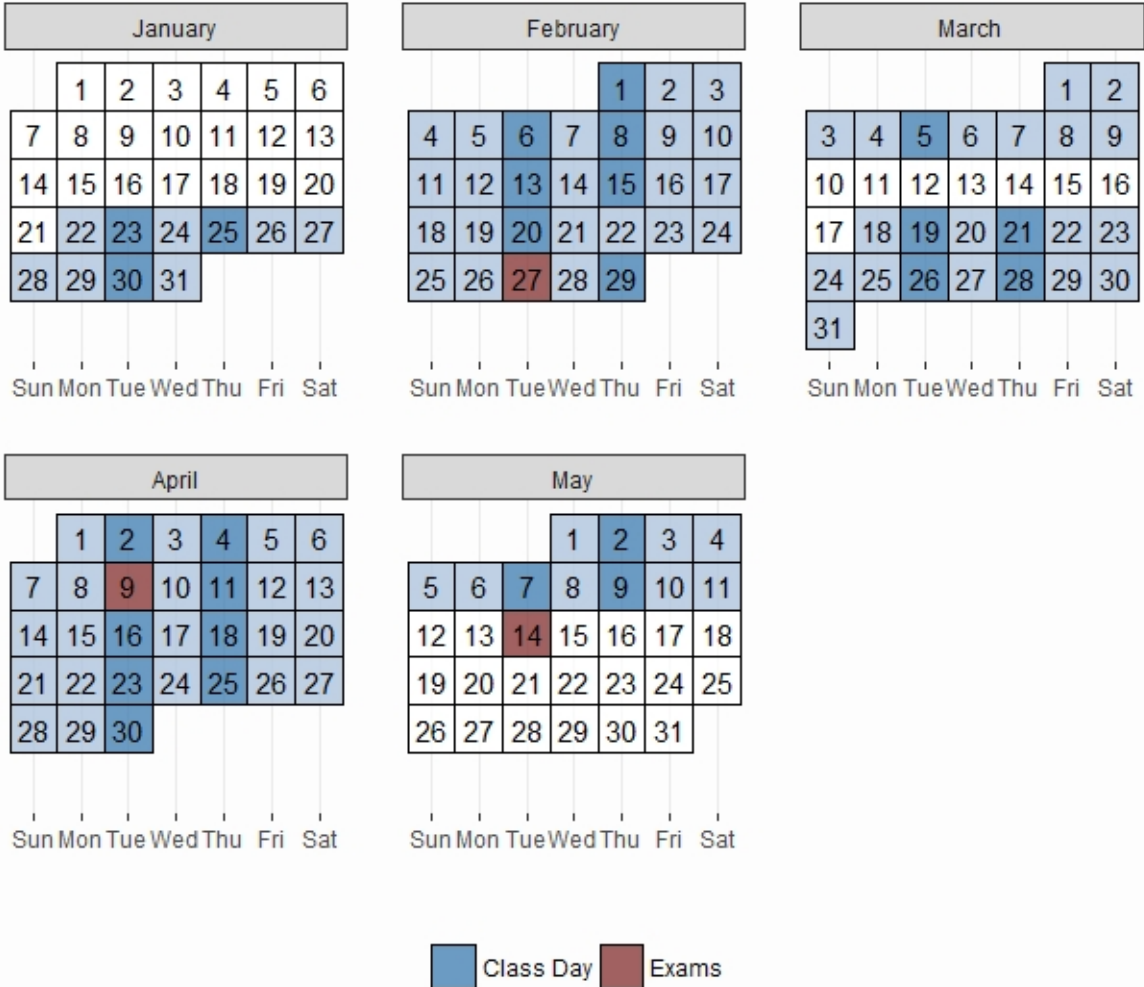 January February March
1 2 3 4 5 6 1 2 3 1 2
7 8 9 10 11 12 13 4 5 6 7 8 9 10 3 4 5 6 7 8 9
14 15 16 17 18 19 20 11 12 13 14 15 16 17 10 11 12 13 14 15 16
21 22 23 24 25 26 27 18 19 20 21 22 23 24 17 18 19 20 21 22 23
28 29 30 31 25 26 27 28 29 24 25 26 27 28 29 30
31
Sun Mon Tue Wed Thu Fri Sat Sun Mon Tue Wed Thu Fri Sat Sun Mon Tue Wed Thu Fri Sat
April May
1 2 3 4 5 6 1 2 3 4
7 8 9 10 11 12 13 5 6 7 8 9 10 11
14 15 16 17 18 19 20 12 13 14 15 16 17 18
21 22 23 24 25 26 27 19 20 21 22 23 24 25
28 29 30 26 27 28 29 30 31
Sun Mon Tue Wed Thu Fri Sat Sun Mon Tue Wed Thu Fri Sat
Class Day Exams